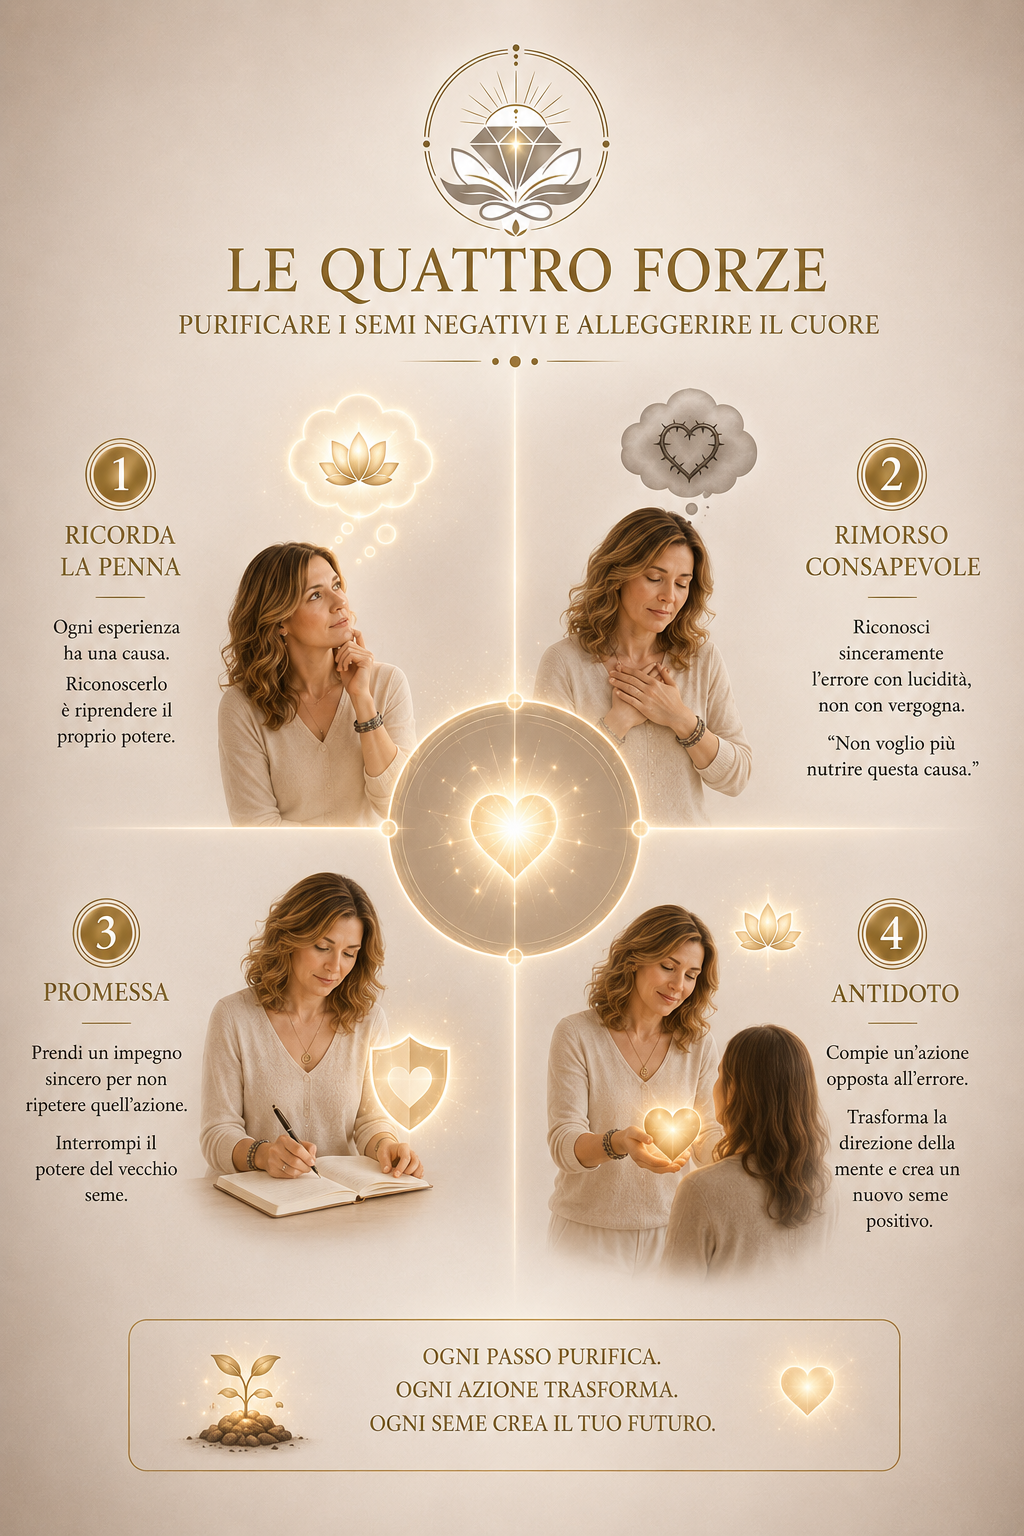 LE QUATTRO FORZE
PURIFICARE I SEMI NEGATIVI E ALLEGGERIRE IL CUORE
1
RICORDA
LA PENNA
Ogni esperienza
ha una causa.
Riconoscerlo
è riprendere il
proprio potere.
2
RIMORSO
CONSAPEVOLE
Riconosci
sinceramente
l'errore con lucidità,
non con vergogna.
“Non voglio più
nutrire questa causa.”
3
PROMESSA
Prendi un impegno
sincero per non
ripetere quell'azione.
Interrompi il
potere del vecchio
seme.
4
ANTIDOTO
Compie un'azione
opposta all'errore.
Trasforma la
direzione della
mente e crea un
nuovo seme
positivo.
OGNI PASSO PURIFICA.
OGNI AZIONE TRASFORMA.
OGNI SEME CREA IL TUO FUTURO.